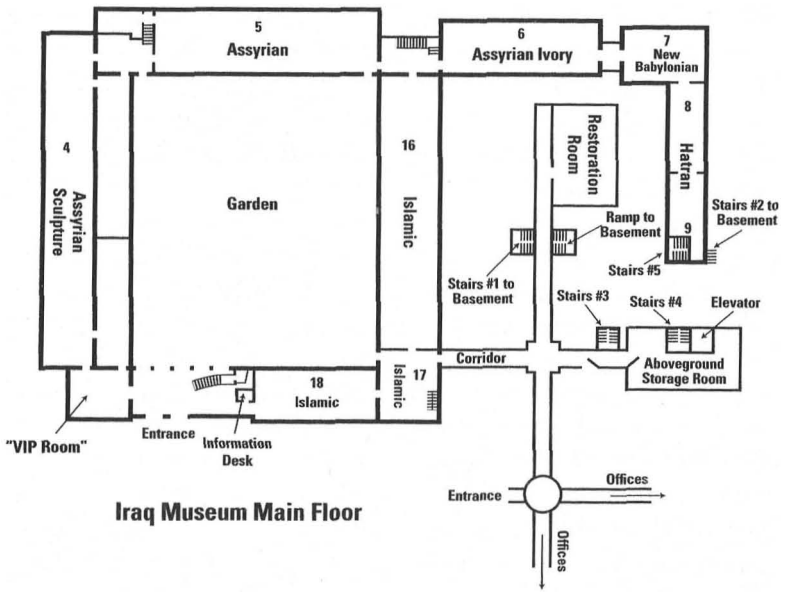 5
Assyrian
6
Assyrian Ivory
7
New
Babylonian
8
Hatran
9
4
Assyrian
Sculpture
Garden
16
Islamic
Restoration
Room
Ramp to
Basement
Stairs #2 to
Basement
Stairs #1 to
Basement
Stairs #5
Stairs #3
Stairs #4
Elevator
Corridor
Aboveground
Storage Room
17
Islamic
18
Islamic
"VIP Room"
Entrance
Information
Desk
Entrance
Offices
Offices
Iraq Museum Main Floor